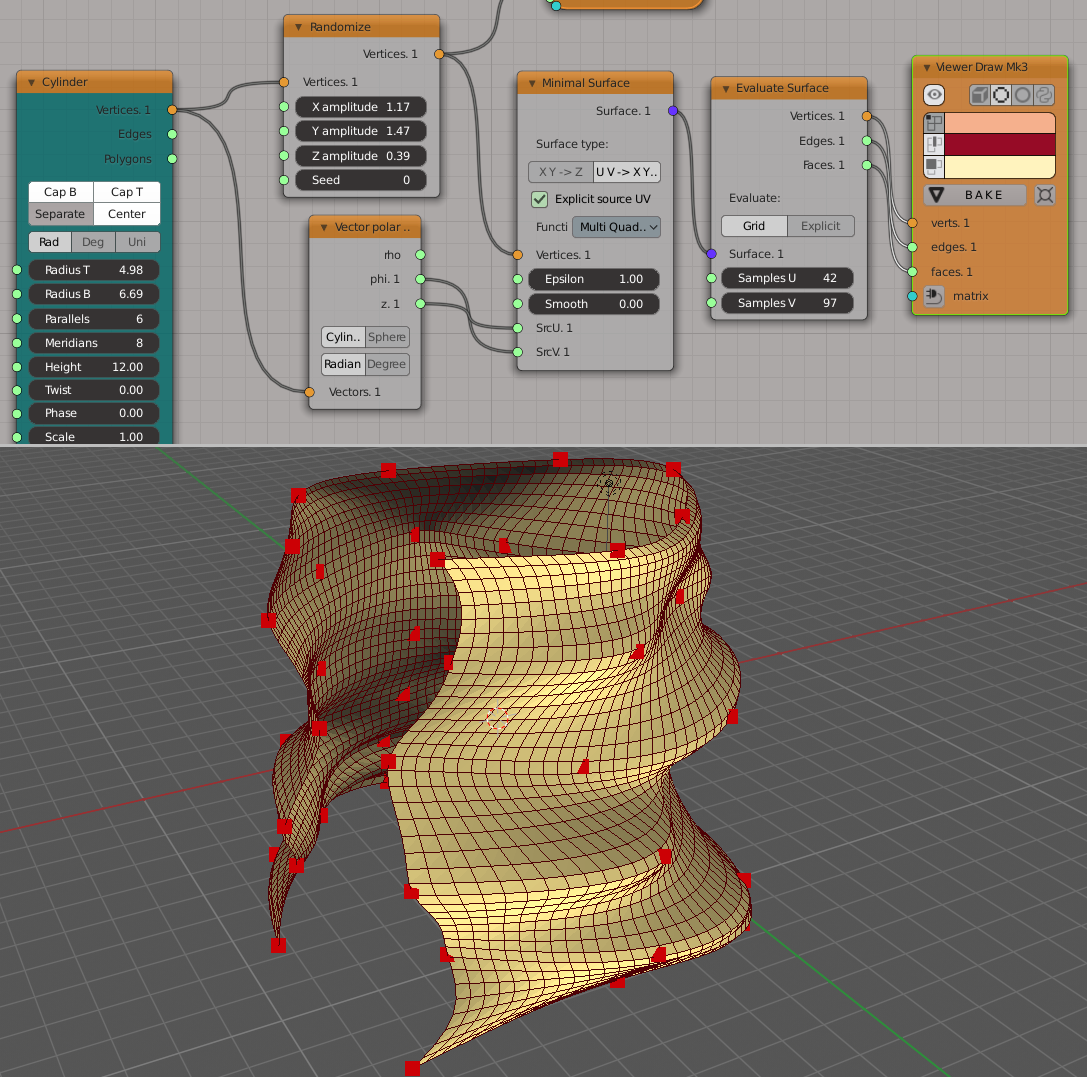 Cylinder
Vertices. 1
Edges
Polygons
Cap B Cap T
Separate Center
Rad Deg Uni
Radius T 4.98
Radius B 6.69
Parallels 6
Meridians 8
Height 12.00
Twist 0.00
Phase 0.00
Scale 1.00
Randomize
Vertices. 1
Vertices. 1
X amplitude 1.17
Y amplitude 1.47
Z amplitude 0.39
Seed 0
Vector polar ..
rho
phi. 1
z. 1
Cylin.. Sphere
Radian Degree
Vectors. 1
Minimal Surface
Surface. 1
Surface type:
X Y -> Z U V -> X Y..
Explicit source UV
Functi Multi Quad..
Vertices. 1
Epsilon 1.00
Smooth 0.00
SrcU. 1
SrcV. 1
Evaluate Surface
Vertices. 1
Edges. 1
Faces. 1
Evaluate:
Grid Explicit
Surface. 1
Samples U 42
Samples V 97
Viewer Draw Mk3
BAKE
verts. 1
edges. 1
faces. 1
matrix